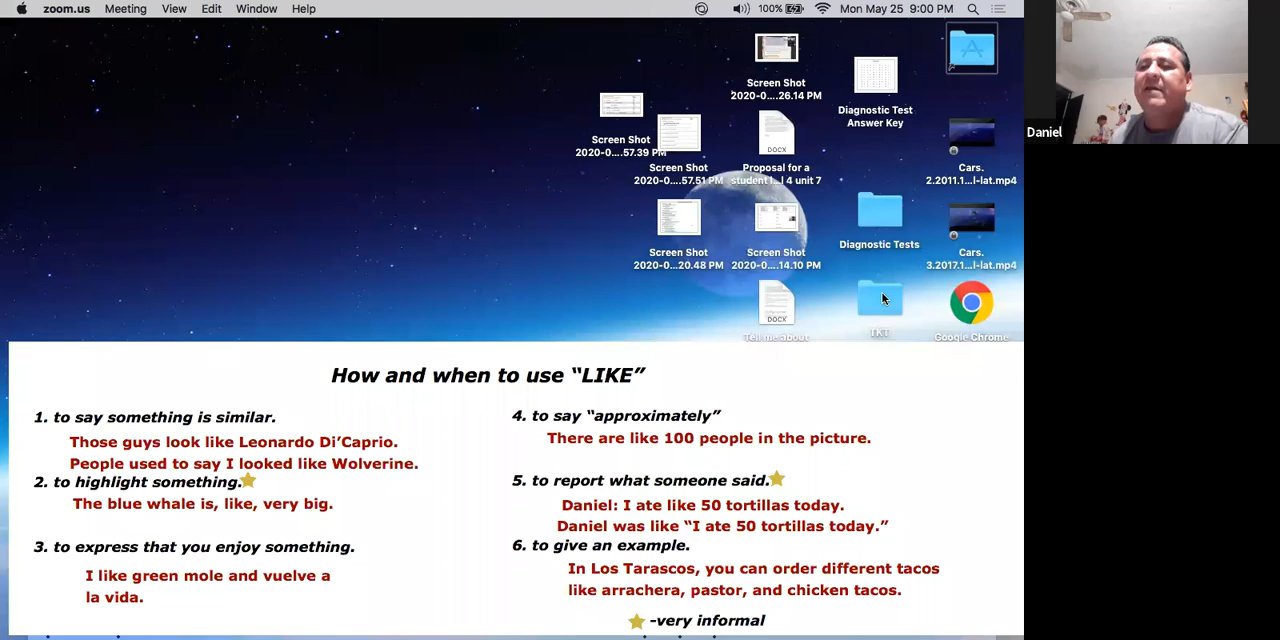 zoom.us Meeting View Edit Window Help 100% Mon May 25 9:00 PM
Screen Shot
2020-0....26.14 PM
Diagnostic Test
Answer Key
Daniel
Screen Shot
2020-0....57.39 PM
Screen Shot
2020-0....57.51 PM
DOCX
Proposal for a
student l...l 4 unit 7
Cars.
2.2011.1...l-lat.mp4
Diagnostic Tests
Screen Shot
2020-0....20.48 PM
Screen Shot
2020-0....14.10 PM
Cars.
3.2017.1...l-lat.mp4
DOCX
Tell me about
TKT
Google Chrome
How and when to use “LIKE”
1. to say something is similar.
Those guys look like Leonardo Di’Caprio.
People used to say I looked like Wolverine.
2. to highlight something.
The blue whale is, like, very big.
3. to express that you enjoy something.
I like green mole and vuelve a
la vida.
4. to say “approximately”
There are like 100 people in the picture.
5. to report what someone said.
Daniel: I ate like 50 tortillas today.
Daniel was like “I ate 50 tortillas today.”
6. to give an example.
In Los Tarascos, you can order different tacos
like arrachera, pastor, and chicken tacos.
-very informal